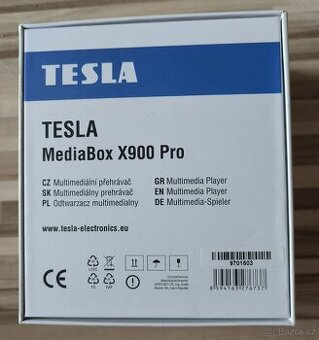 TESLA
TESLA
MediaBox X900 Pro
CZ Multimediální přehrávač
SK Multimediálny prehrávač
PL Odtwarzacz multimedialny
GR Multimedia Player
EN Multimedia Player
DE Multimedia-Spieler
www.tesla-electronics.eu
9701603
CE
8594163276737